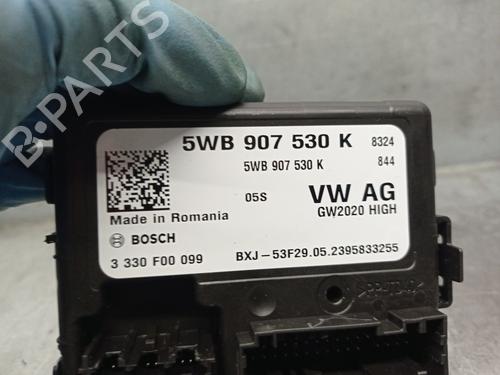 5WB 907 530 K 8324
5WB 907 530 K 844
05S VW AG
Made in Romania GW2020 HIGH
BOSCH
3 330 F00 099 BXJ-53F29.05.2395833255
B-PARTS